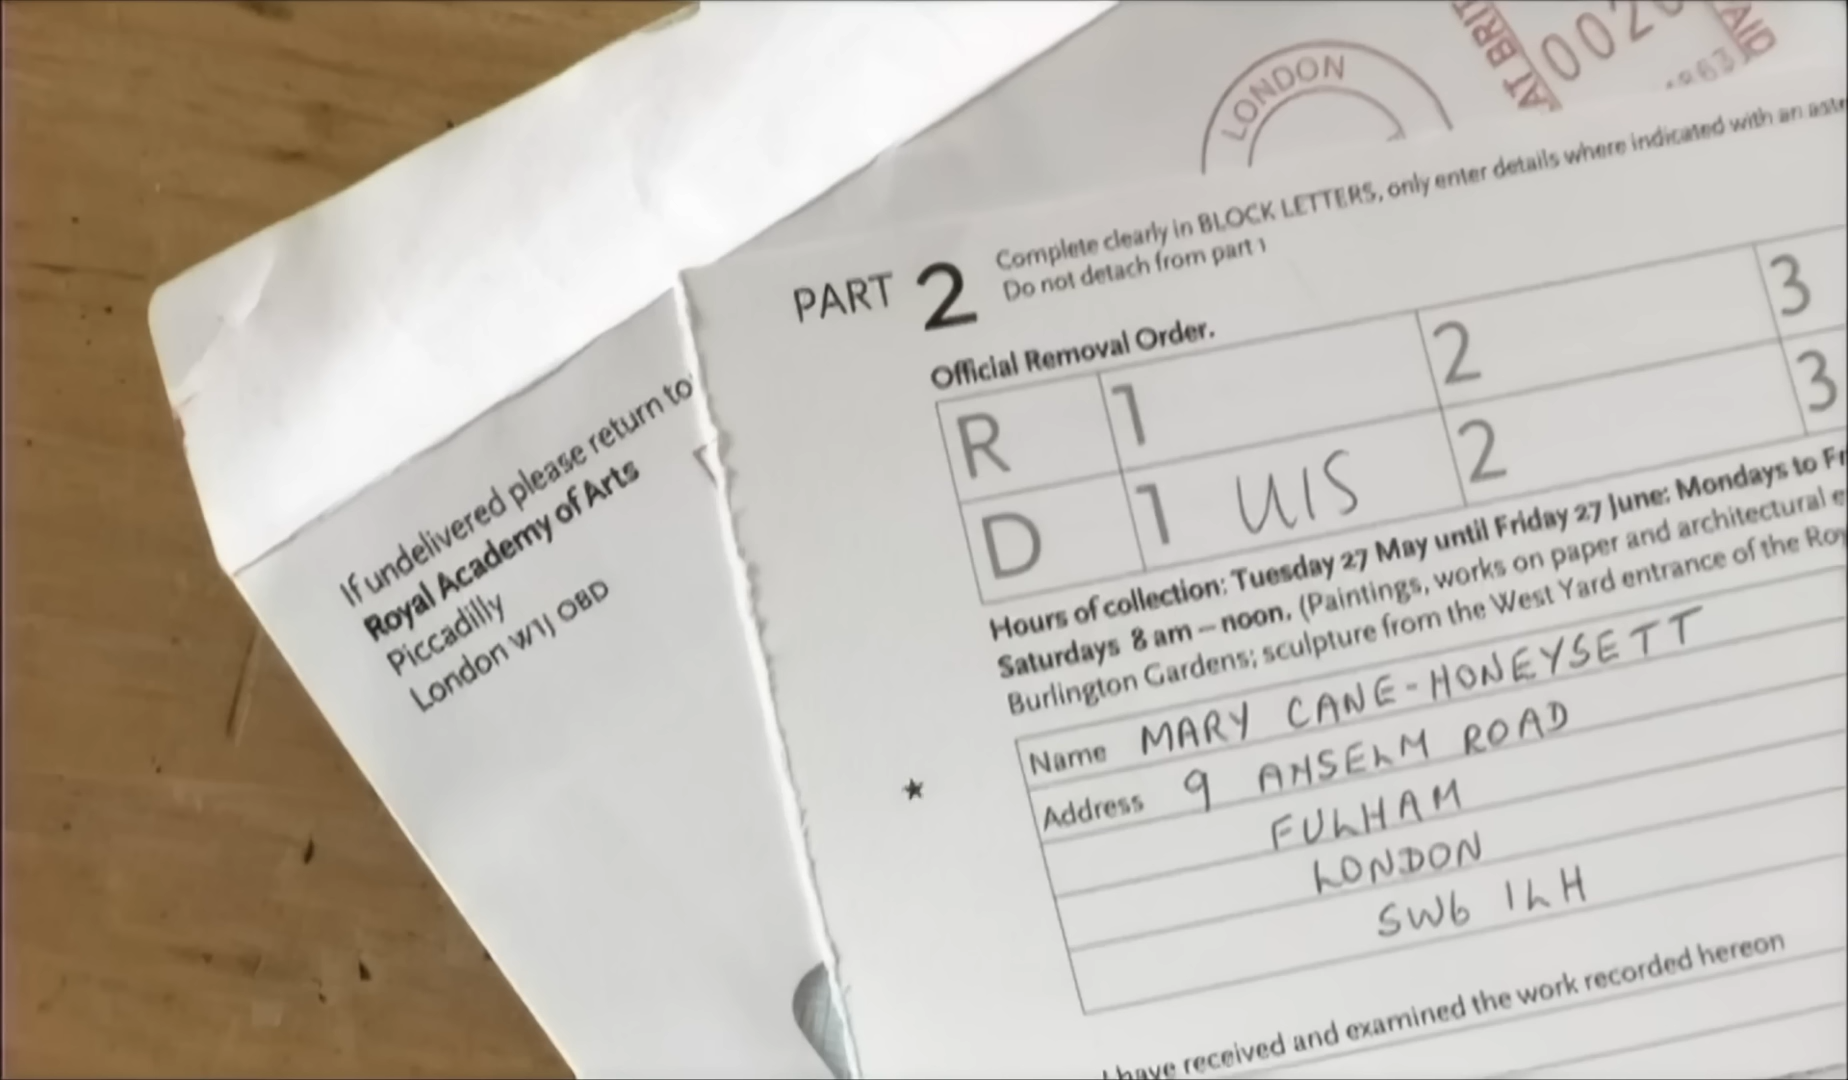 LONDON
AT BRIT
002
PART 2
Complete clearly in BLOCK LETTERS, only enter details where indicated with an aste
Do not detach from part 1
Official Removal Order.
R 1 2 3
D 1 UIS 2 3
Hours of collection: Tuesday 27 May until Friday 27 June: Mondays to Fr
Saturdays 8 am – noon. (Paintings, works on paper and architectural e
Burlington Gardens; sculpture from the West Yard entrance of the Roy
Name MARY CANE-HONEYSETT
* Address 9 ANSELM ROAD
FULHAM
LONDON
SW6 1LH
I have received and examined the work recorded hereon
If undelivered please return to
Royal Academy of Arts
Piccadilly
London W1J 0BD